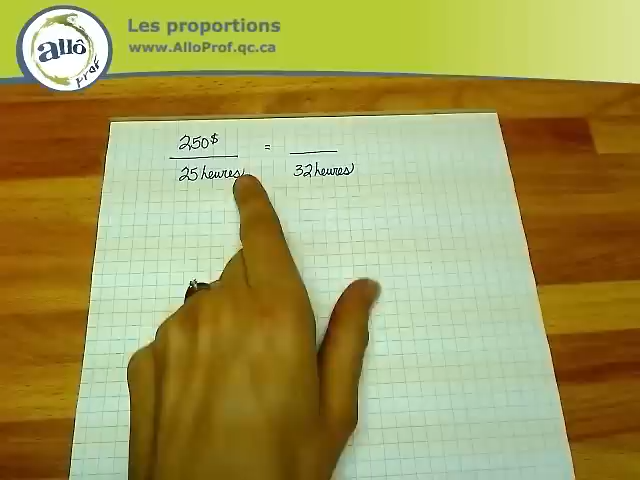 allô
prof
Les proportions
www.AlloProf.qc.ca
250$ =
25 heures 32 heures